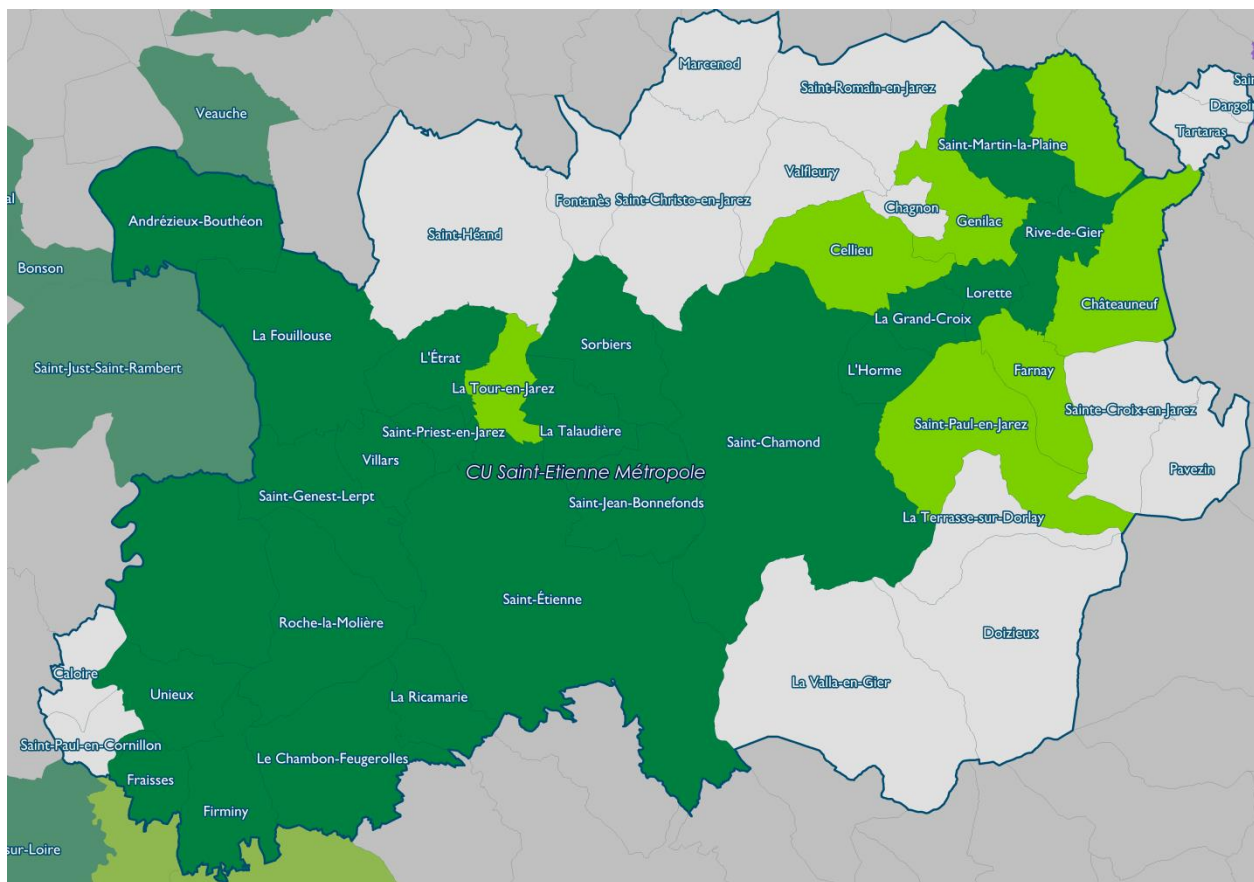 Marcenod
Saint-Romain-en-Jarez
Veauche
Dargoir
Tartaras
Saint-Martin-la-Plaine
Valfleury
Fontanès
Saint-Christo-en-Jarez
Chagnon
Genilac
Andrézieux-Bouthéon
Saint-Héand
Rive-de-Gier
Cellieu
Bonson
Lorette
Châteauneuf
La Grand-Croix
La Fouillouse
Sorbiers
L'Étrat
Saint-Just-Saint-Rambert
L'Horme
Farnay
La Tour-en-Jarez
Sainte-Croix-en-Jarez
Saint-Paul-en-Jarez
Saint-Priest-en-Jarez
La Talaudière
Saint-Chamond
Villars
CU Saint-Etienne Métropole
Pavezin
Saint-Genest-Lerpt
Saint-Jean-Bonnefonds
La Terrasse-sur-Dorlay
Saint-Étienne
Roche-la-Molière
Doizieux
Caloire
La Valla-en-Gier
Unieux
La Ricamarie
Saint-Paul-en-Cornillon
Le Chambon-Feugerolles
Fraisses
Firminy
sur-Loire